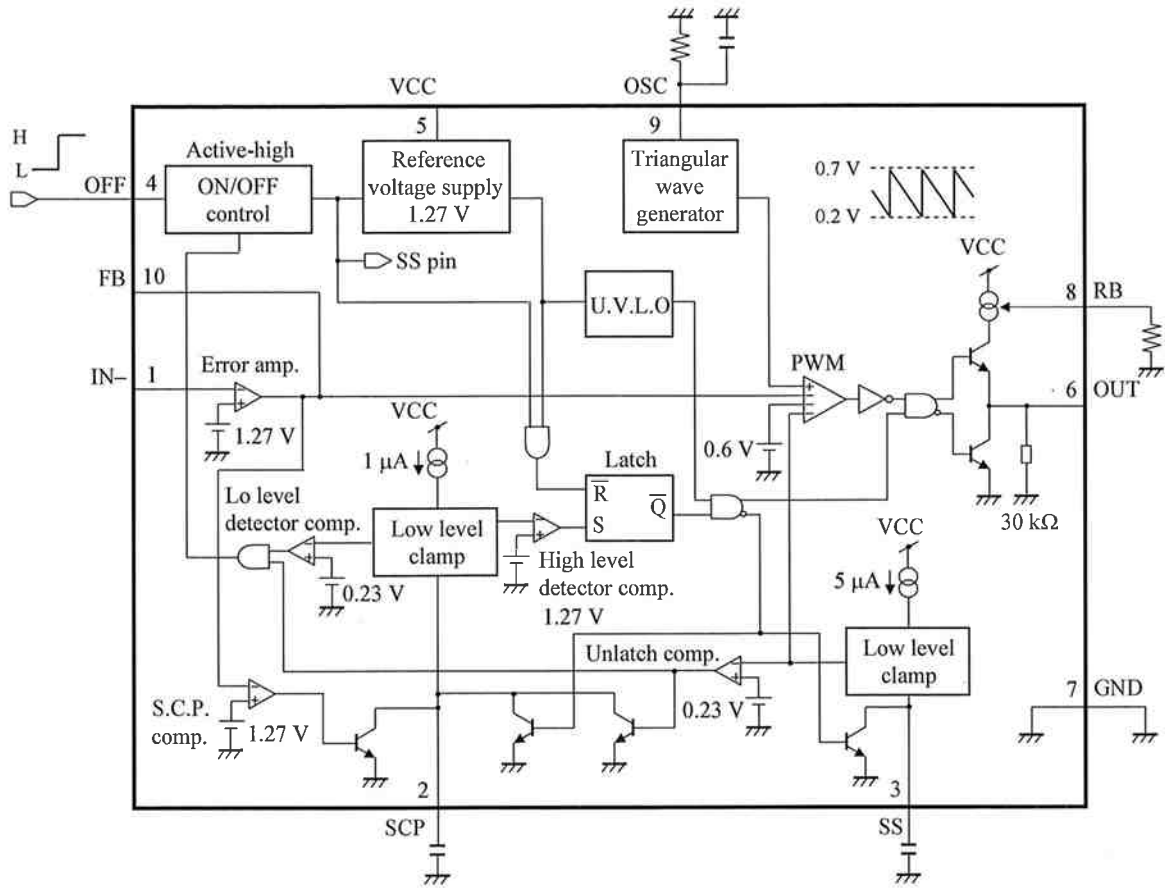 VCC
OSC
5
9
H
L
Active-high
OFF
4
ON/OFF
control
Reference
voltage supply
1.27 V
Triangular
wave
generator
0.7 V
0.2 V
SS pin
VCC
FB
10
U.V.L.O
8
RB
IN−
1
Error amp.
PWM
6
OUT
1.27 V
VCC
1 μA
0.6 V
Latch
R
S
Q
30 kΩ
Lo level
detector comp.
Low level
clamp
VCC
0.23 V
High level
detector comp.
1.27 V
5 μA
Unlatch comp.
Low level
clamp
7
GND
S.C.P.
comp.
1.27 V
0.23 V
2
3
SCP
SS